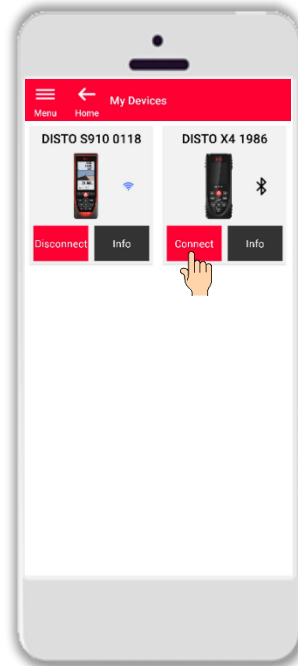 Menu Home My Devices
DISTO S910 0118 DISTO X4 1986
Disconnect Info Connect Info